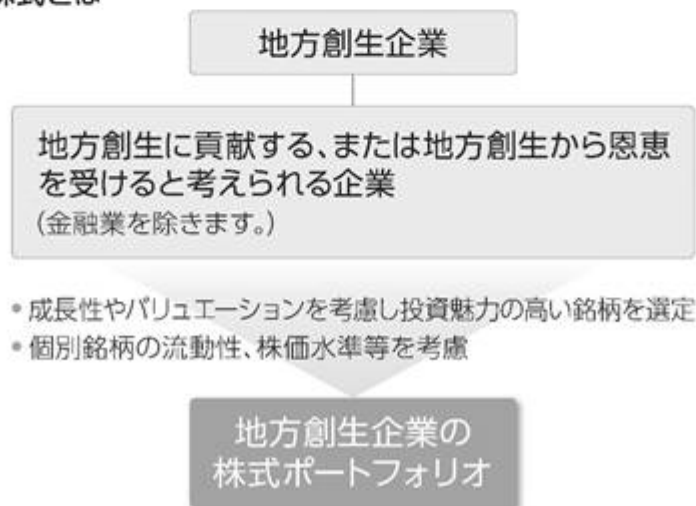 株式とは
地方創生企業
地方創生に貢献する、または地方創生から恩恵
を受けると考えられる企業
(金融業を除きます。)
• 成長性やバリュエーションを考慮し投資魅力の高い銘柄を選定
• 個別銘柄の流動性、株価水準等を考慮
地方創生企業の
株式ポートフォリオ